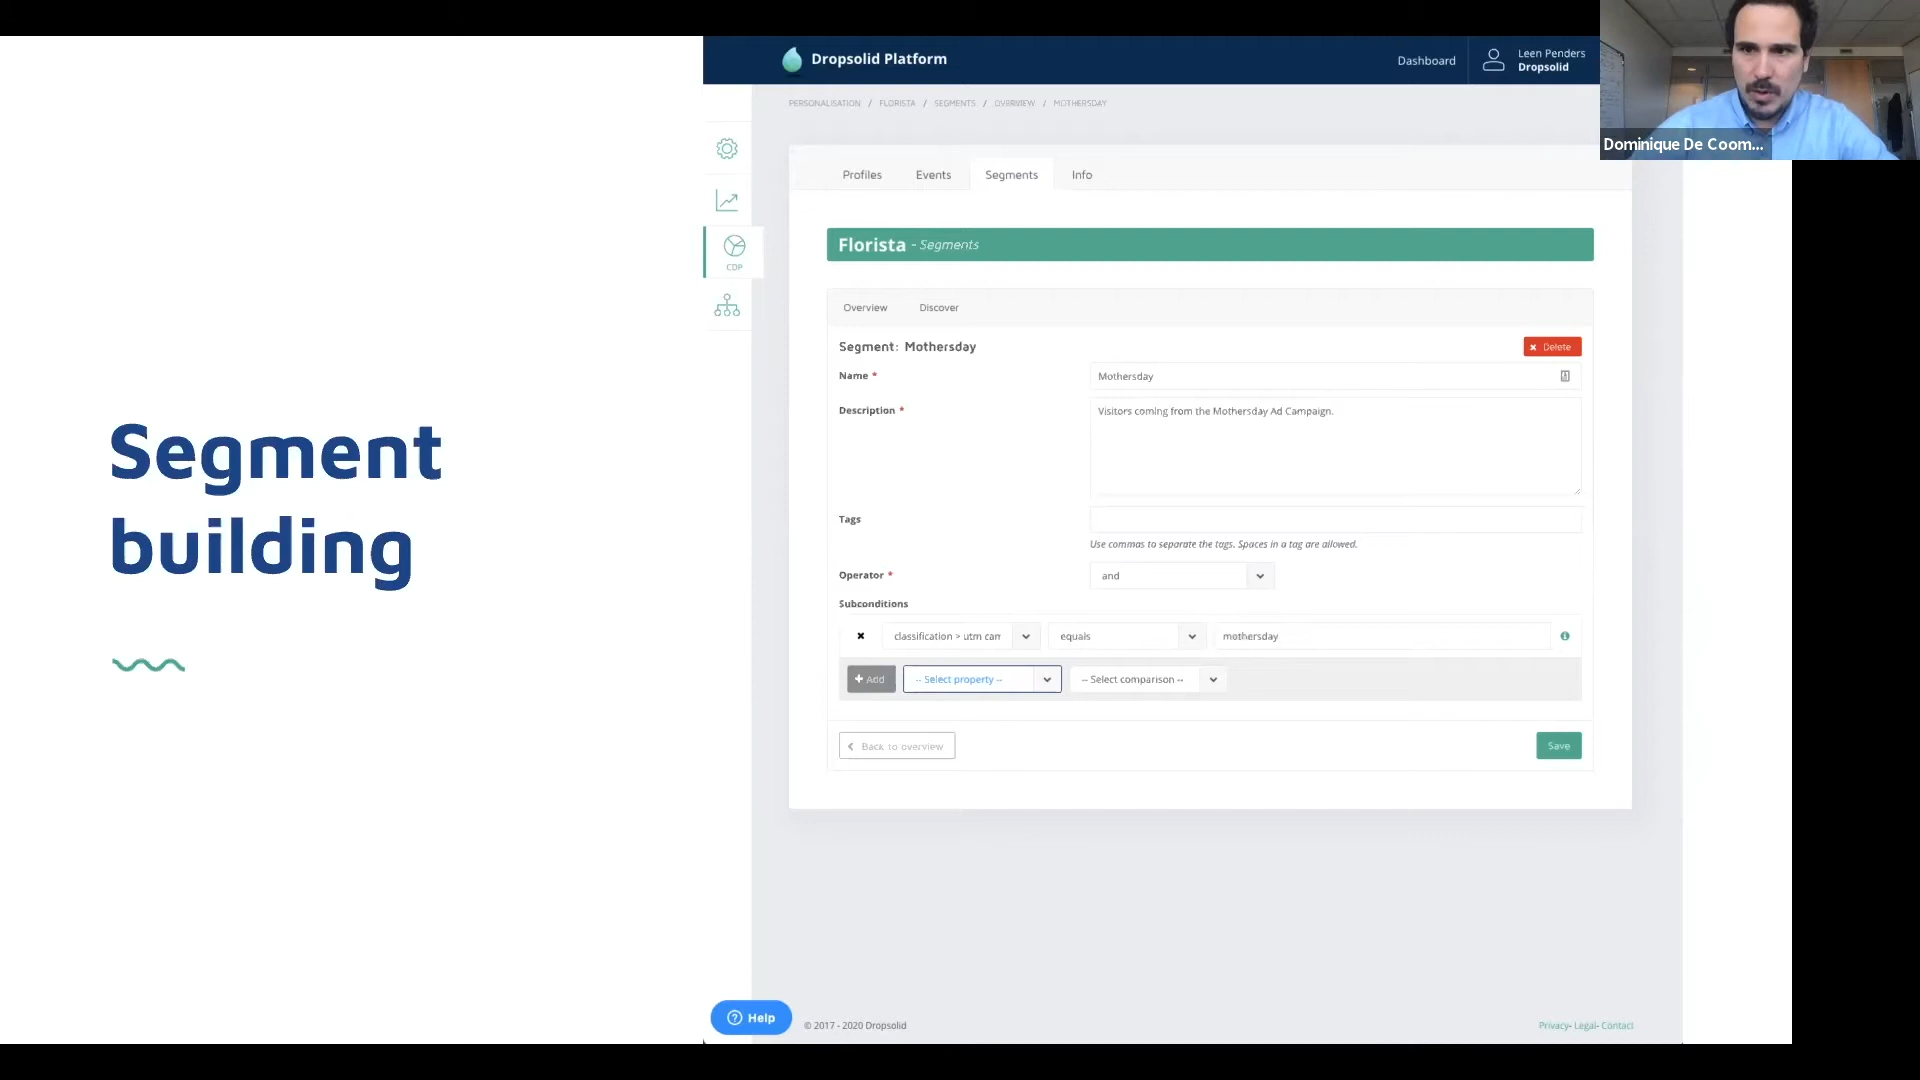 Dropsolid Platform
Dashboard
Leen Penders
Dropsolid
Dominique De Coom...
PERSONALISATION / FLORISTA / SEGMENTS / OVERVIEW / MOTHERSDAY
CDP
Profiles
Events
Segments
Info
Florista - Segments
Overview
Discover
Segment: Mothersday
× Delete
Name *
Mothersday
Description *
Visitors coming from the Mothersday Ad Campaign.
Tags
Use commas to separate the tags. Spaces in a tag are allowed.
Operator *
and
Subconditions
classification > utm cam
equals
mothersday
+ Add
-- Select property --
-- Select comparison --
Back to overview
Save
Segment
building
Help
© 2017 - 2020 Dropsolid
Privacy- Legal- Contact